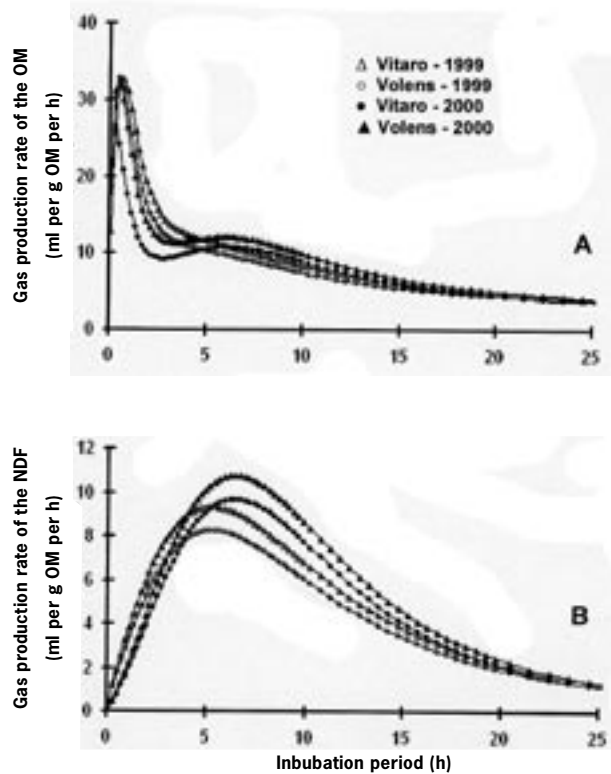 Gas production rate of the OM
(ml per g OM per h)
40
30
20
10
0
Vitaro - 1999
Volens - 1999
Vitaro - 2000
Volens - 2000
A
0
5
10
15
20
25
Gas production rate of the NDF
(ml per g OM per h)
12
10
8
6
4
2
0
B
0
5
10
15
20
25
Inbubation period (h)